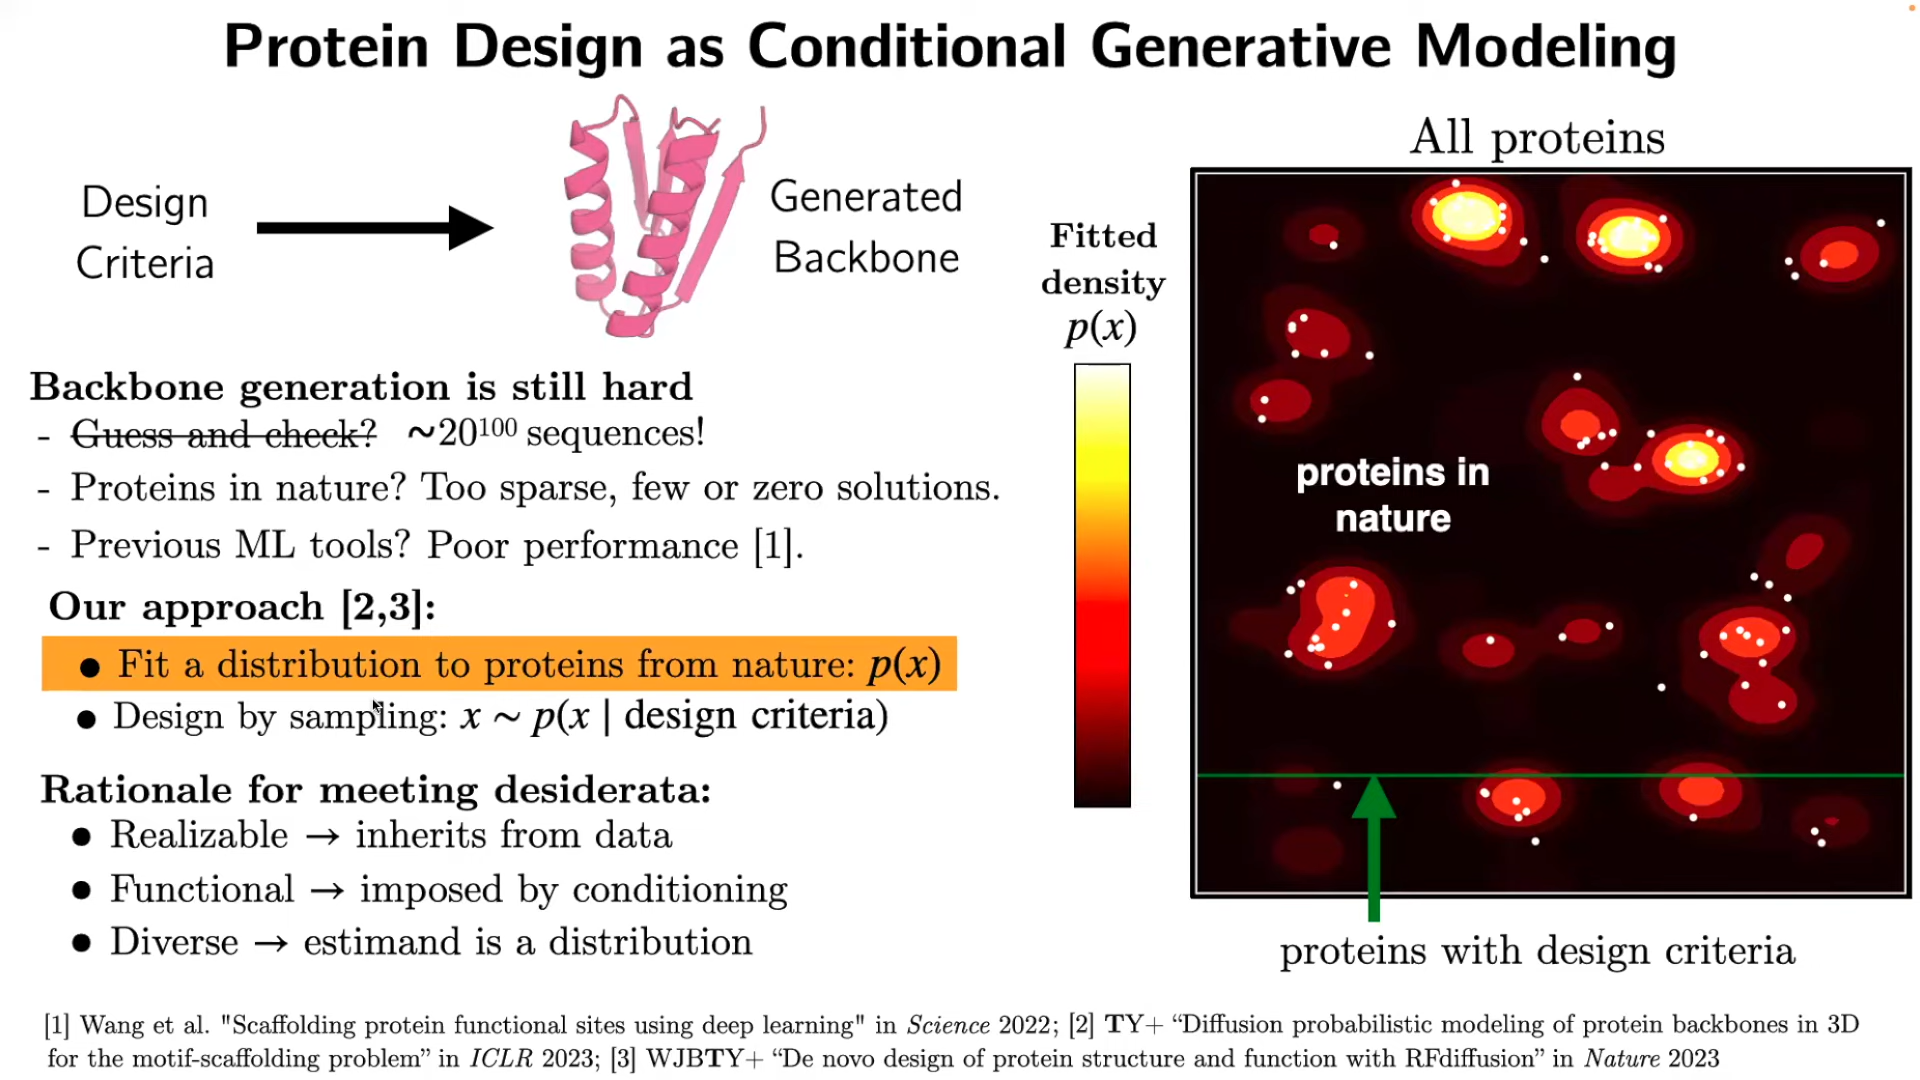 Protein Design as Conditional Generative Modeling
Design
Criteria
Generated
Backbone
Backbone generation is still hard
- Guess and check? ~20¹⁰⁰ sequences!
- Proteins in nature? Too sparse, few or zero solutions.
- Previous ML tools? Poor performance [1].
Our approach [2,3]:
● Fit a distribution to proteins from nature: p(x)
● Design by sampling: x ∼ p(x | design criteria)
Rationale for meeting desiderata:
● Realizable → inherits from data
● Functional → imposed by conditioning
● Diverse → estimand is a distribution
All proteins
Fitted
density
p(x)
proteins in
nature
proteins with design criteria
[1] Wang et al. "Scaffolding protein functional sites using deep learning" in Science 2022; [2] TY+ “Diffusion probabilistic modeling of protein backbones in 3D
for the motif-scaffolding problem” in ICLR 2023; [3] WJBTY+ “De novo design of protein structure and function with RFdiffusion” in Nature 2023